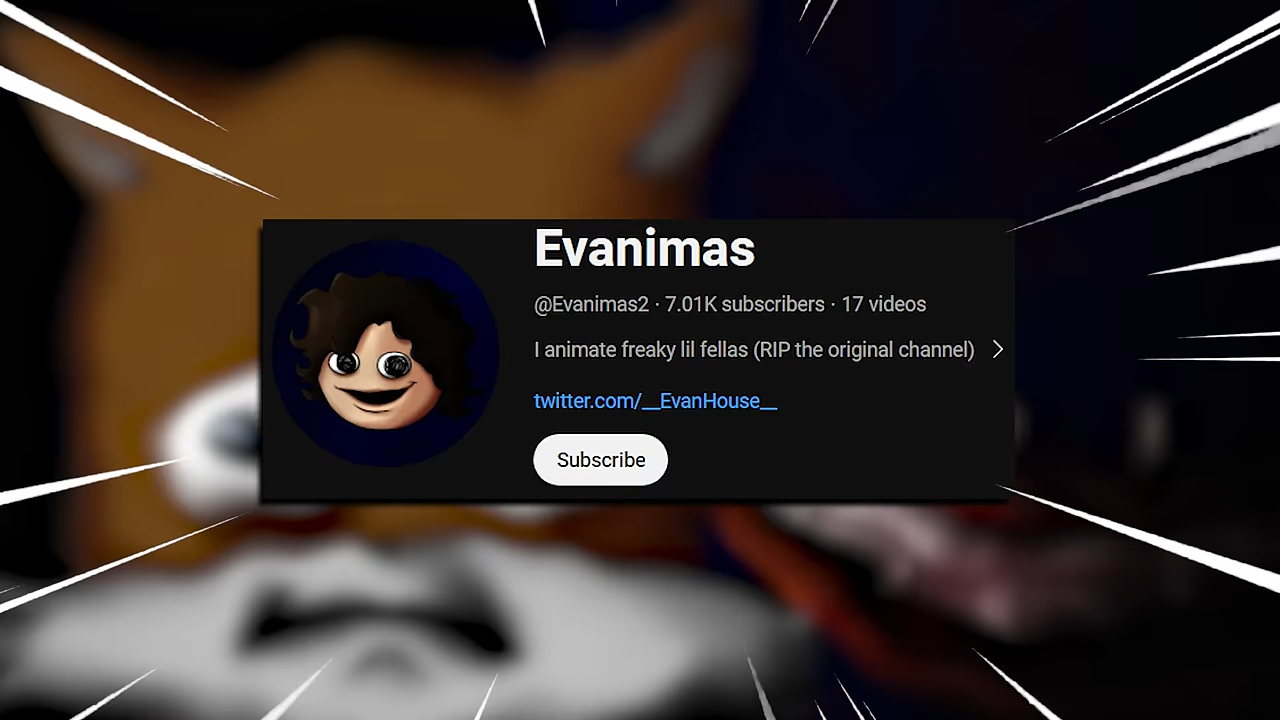 Evanimas
@Evanimas2 · 7.01K subscribers · 17 videos
I animate freaky lil fellas (RIP the original channel)
twitter.com/__EvanHouse__
Subscribe